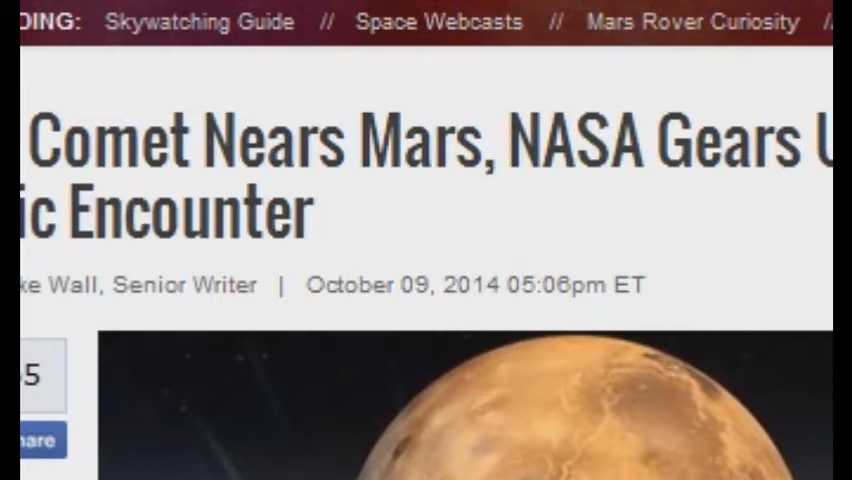 DING: Skywatching Guide // Space Webcasts // Mars Rover Curiosity //
Comet Nears Mars, NASA Gears U
ic Encounter
ke Wall, Senior Writer | October 09, 2014 05:06pm ET
5
hare